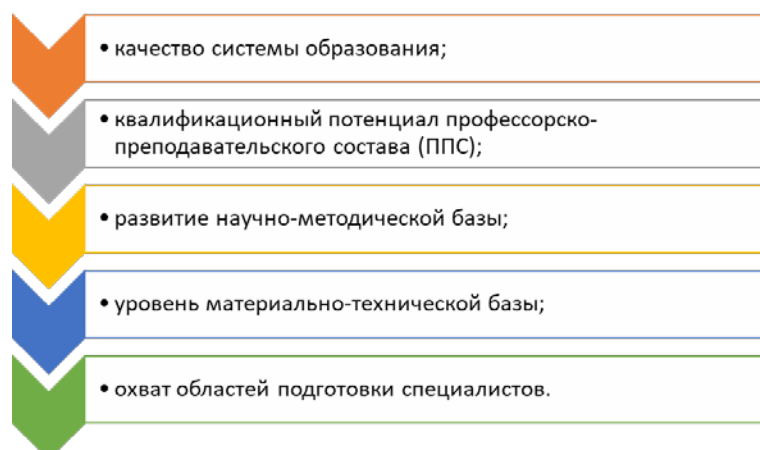 • качество системы образования;
• квалификационный потенциал профессорско-
преподавательского состава (ППС);
• развитие научно-методической базы;
• уровень материально-технической базы;
• охват областей подготовки специалистов.